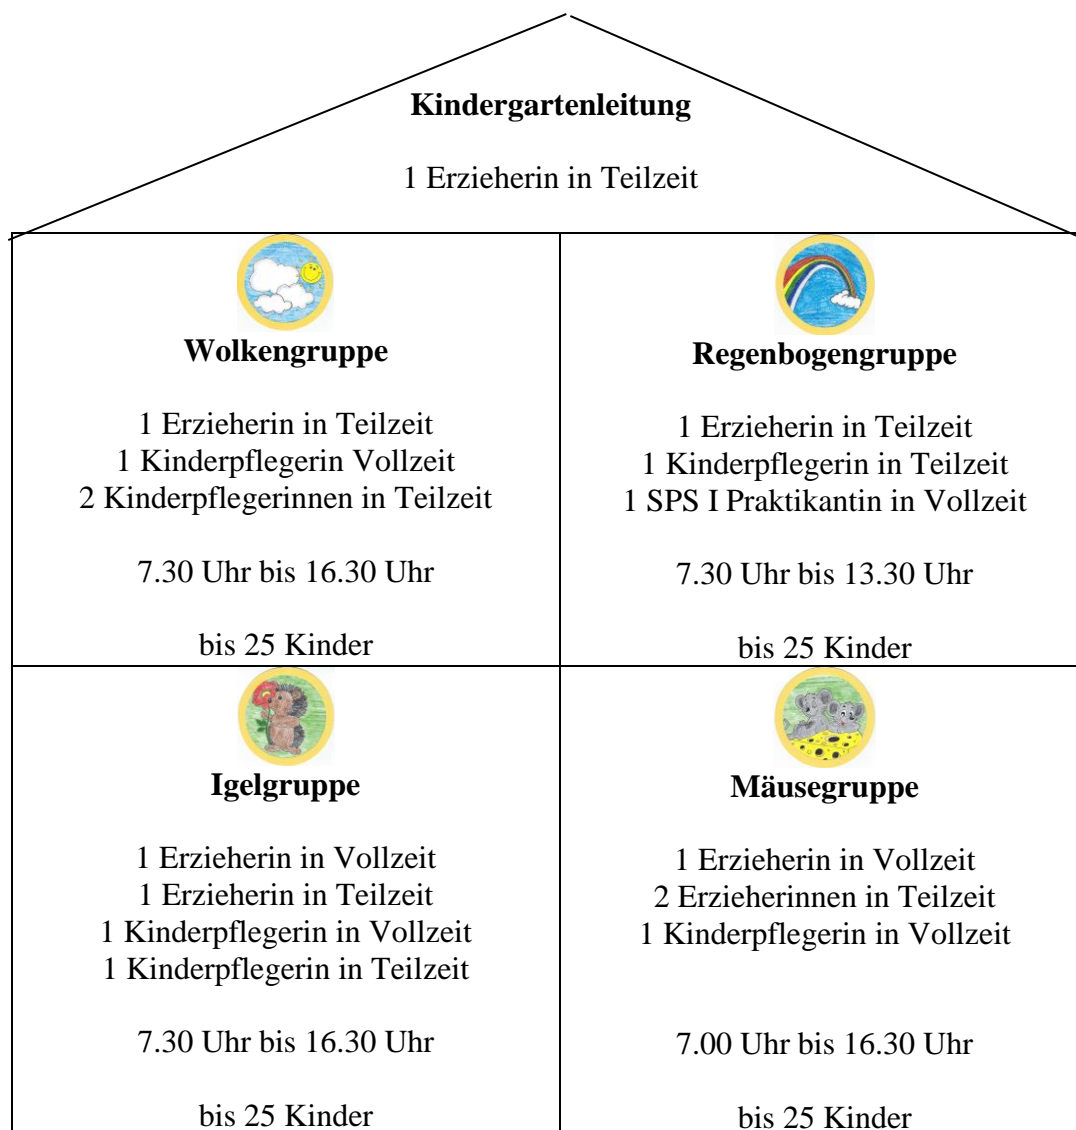 Kindergartenleitung
1 Erzieherin in Teilzeit
Wolkengruppe
1 Erzieherin in Teilzeit
1 Kinderpflegerin Vollzeit
2 Kinderpflegerinnen in Teilzeit
7.30 Uhr bis 16.30 Uhr
bis 25 Kinder
Regenbogengruppe
1 Erzieherin in Teilzeit
1 Kinderpflegerin in Teilzeit
1 SPS I Praktikantin in Vollzeit
7.30 Uhr bis 13.30 Uhr
bis 25 Kinder
Igelgruppe
1 Erzieherin in Vollzeit
1 Erzieherin in Teilzeit
1 Kinderpflegerin in Vollzeit
1 Kinderpflegerin in Teilzeit
7.30 Uhr bis 16.30 Uhr
bis 25 Kinder
Mäusegruppe
1 Erzieherin in Vollzeit
2 Erzieherinnen in Teilzeit
1 Kinderpflegerin in Vollzeit
7.00 Uhr bis 16.30 Uhr
bis 25 Kinder